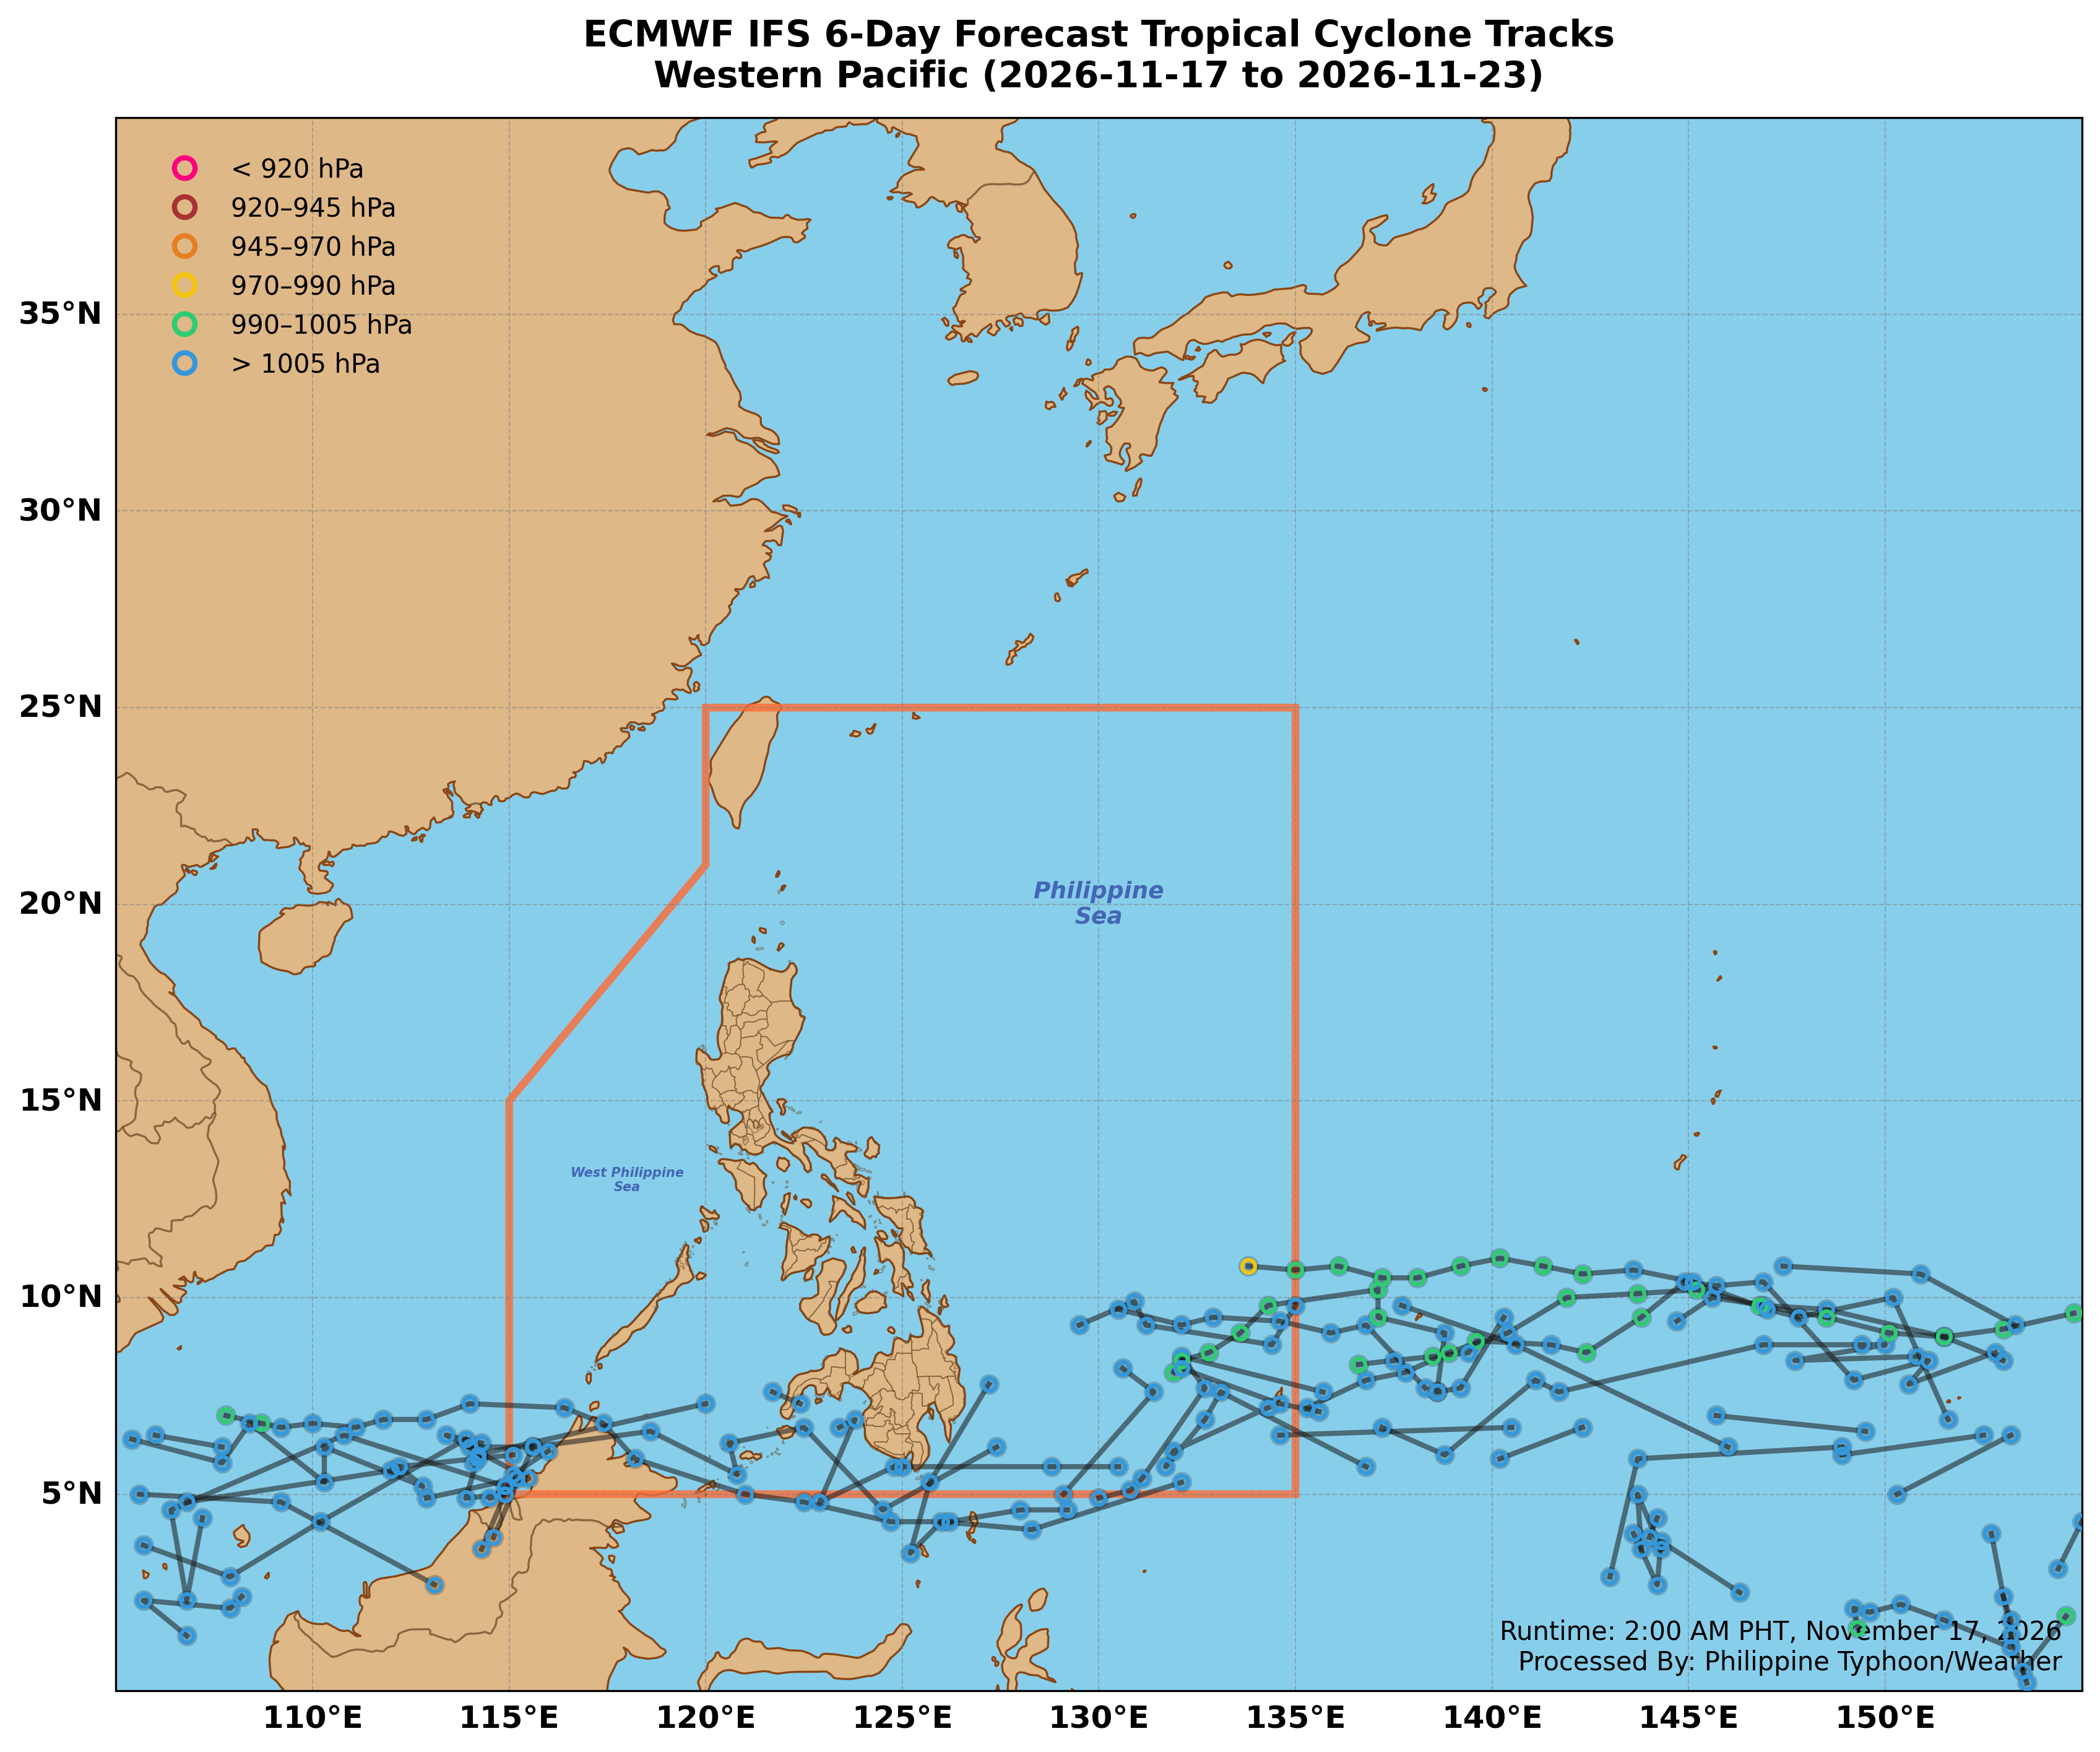 ECMWF IFS 6-Day Forecast Tropical Cyclone Tracks
Western Pacific (2026-11-17 to 2026-11-23)
< 920 hPa
920–945 hPa
945–970 hPa
970–990 hPa
990–1005 hPa
> 1005 hPa
35°N
30°N
25°N
20°N
15°N
10°N
5°N
Philippine
Sea
West Philippine
Sea
Runtime: 2:00 AM PHT, November 17, 2026
Processed By: Philippine Typhoon/Weather
110°E
115°E
120°E
125°E
130°E
135°E
140°E
145°E
150°E